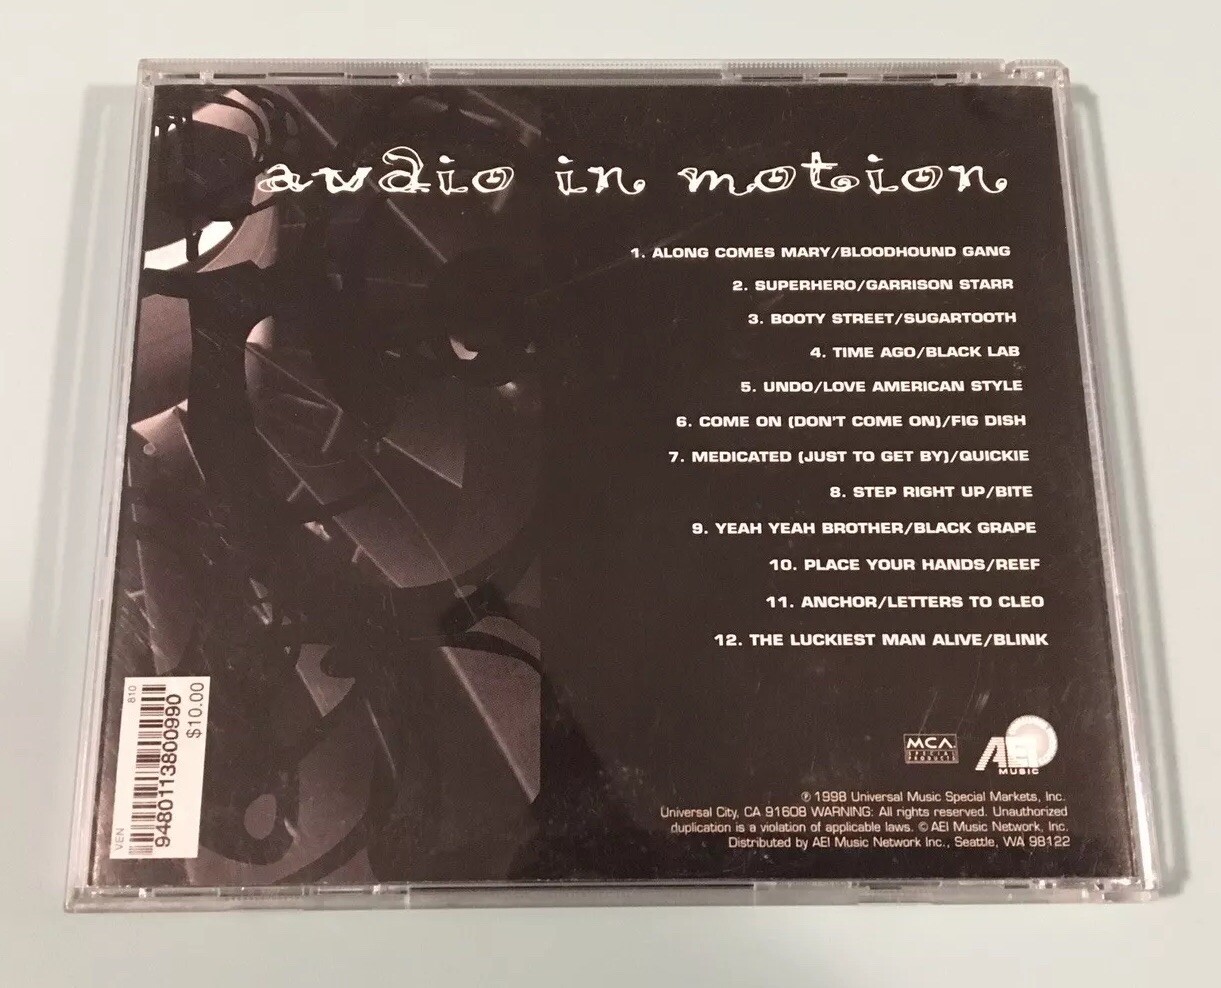 audio in motion
1. ALONG COMES MARY/BLOODHOUND GANG
2. SUPERHERO/GARRISON STARR
3. BOOTY STREET/SUGARTOOTH
4. TIME AGO/BLACK LAB
5. UNDO/LOVE AMERICAN STYLE
6. COME ON (DON'T COME ON)/FIG DISH
7. MEDICATED (JUST TO GET BY)/QUICKIE
8. STEP RIGHT UP/BITE
9. YEAH YEAH BROTHER/BLACK GRAPE
10. PLACE YOUR HANDS/REEF
11. ANCHOR/LETTERS TO CLEO
12. THE LUCKIEST MAN ALIVE/BLINK
810
VEN
9480113800990
$10.00
MCA
SPECIAL
PRODUCTS
AEI
MUSIC
℗ 1998 Universal Music Special Markets, Inc.
Universal City, CA 91608 WARNING: All rights reserved. Unauthorized
duplication is a violation of applicable laws. © AEI Music Network, Inc.
Distributed by AEI Music Network Inc., Seattle, WA 98122